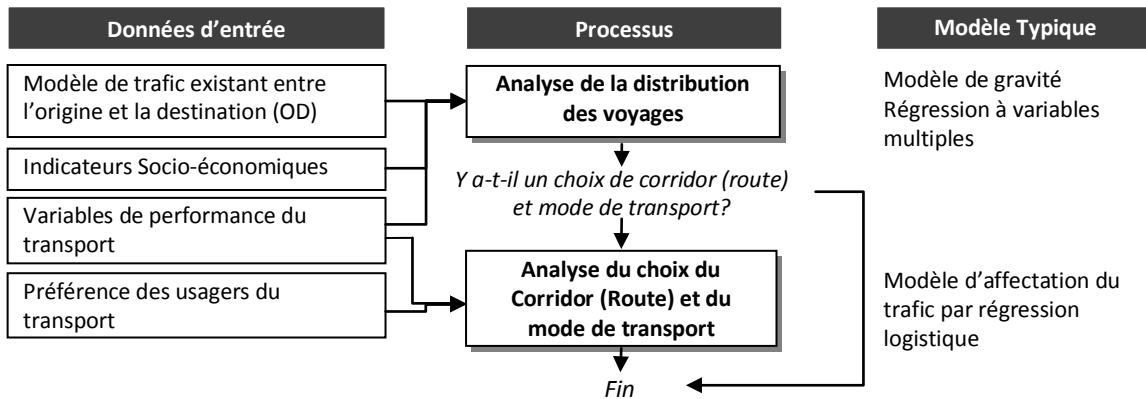 Données d'entrée
Processus
Modèle Typique
Modèle de trafic existant entre
l'origine et la destination (OD)
Indicateurs Socio-économiques
Variables de performance du
transport
Préférence des usagers du
transport
Analyse de la distribution
des voyages
Y a-t-il un choix de corridor (route)
et mode de transport?
Analyse du choix du
Corridor (Route) et du
mode de transport
Fin
Modèle de gravité
Régression à variables
multiples
Modèle d'affectation du
trafic par régression
logistique